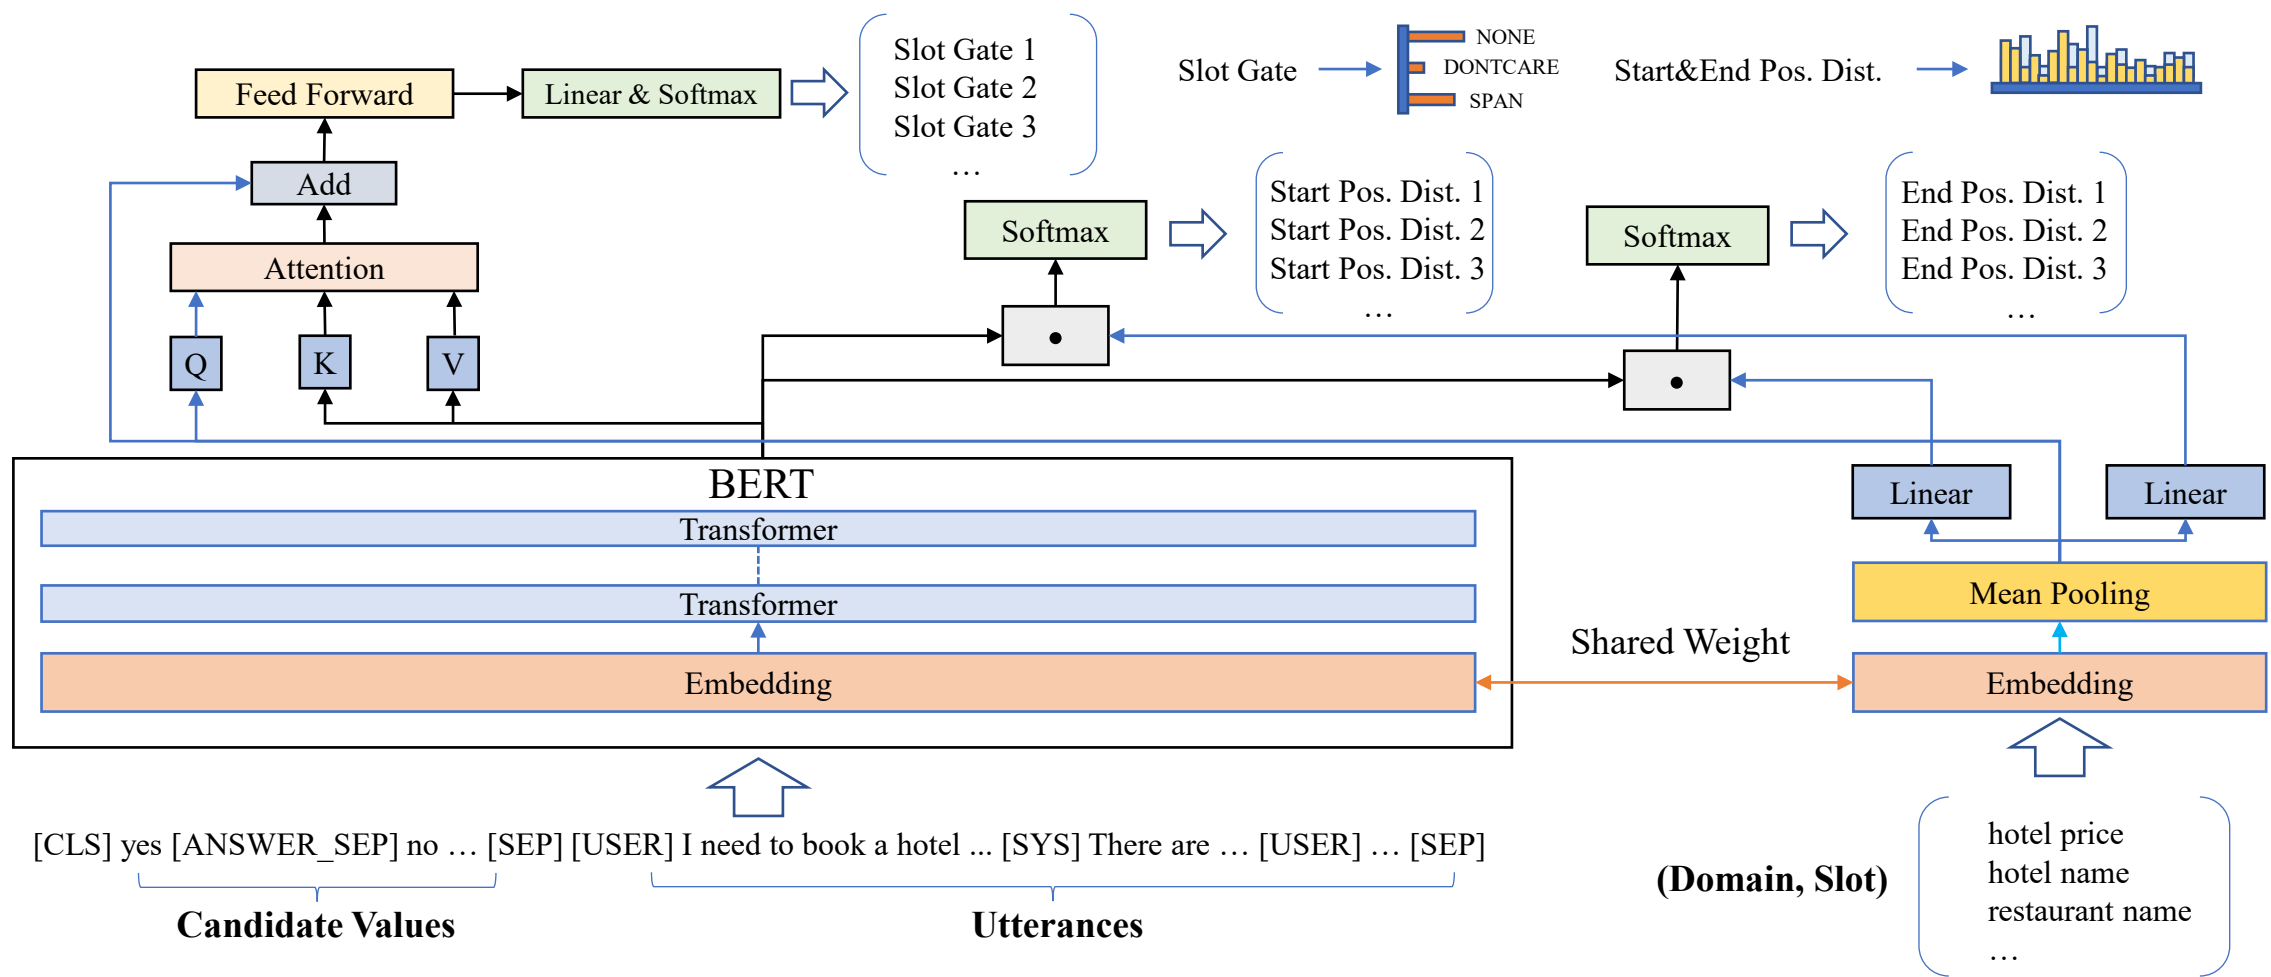 Slot Gate 1
Slot Gate 2
Slot Gate 3
…
Slot Gate
NONE
DONTCARE
SPAN
Start&End Pos. Dist.
Feed Forward
Linear & Softmax
Add
Attention
Q
K
V
Softmax
Start Pos. Dist. 1
Start Pos. Dist. 2
Start Pos. Dist. 3
…
Softmax
End Pos. Dist. 1
End Pos. Dist. 2
End Pos. Dist. 3
…
BERT
Transformer
Transformer
Embedding
Shared Weight
Linear
Linear
Mean Pooling
Embedding
[CLS] yes [ANSWER_SEP] no … [SEP] [USER] I need to book a hotel ... [SYS] There are … [USER] … [SEP]
Candidate Values
Utterances
(Domain, Slot)
hotel price
hotel name
restaurant name
…